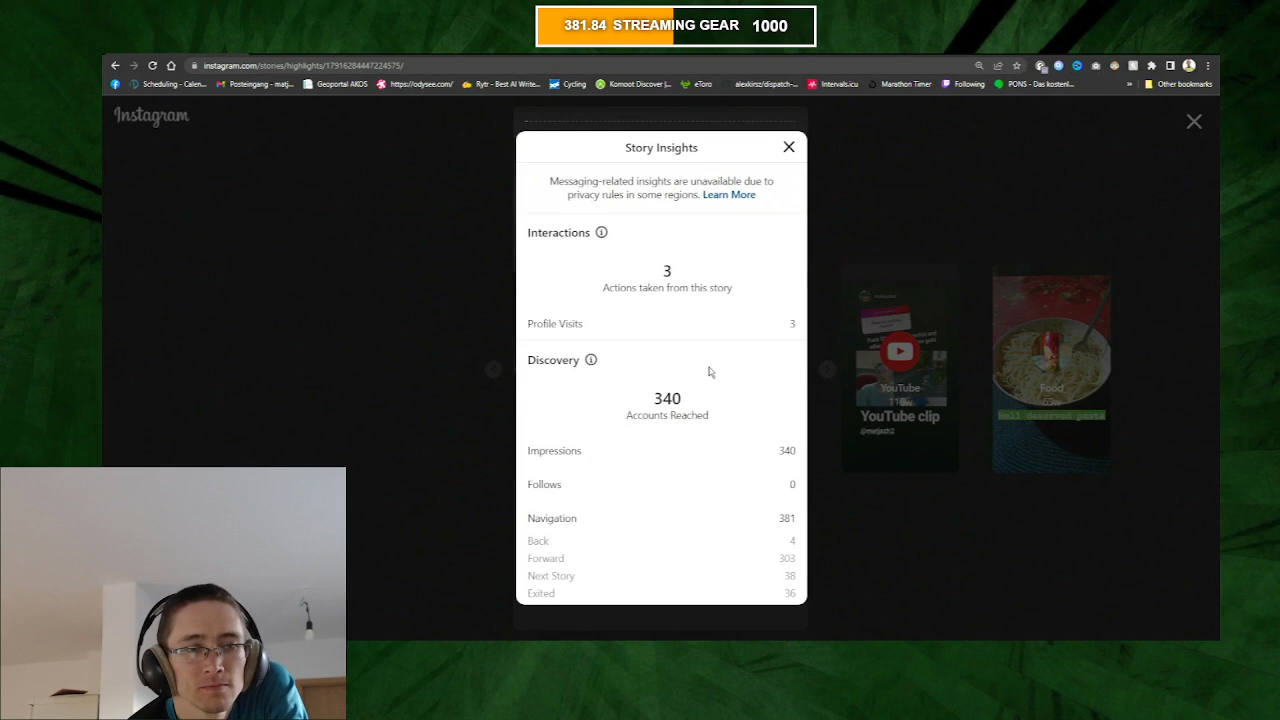 381.84 STREAMING GEAR 1000
instagram.com/stories/highlights/17916284447224575/
Scheduling - Calen...
Posteingang - matj...
Geoportal AKOS
https://odysee.com/
Rytr - Best AI Write...
Cycling
Komoot Discover |...
eToro
alexkirsz/dispatch-...
Intervals.icu
Marathon Timer
Following
PONS - Das kostenl...
»
Other bookmarks
Instagram
Story Insights
Messaging-related insights are unavailable due to
privacy rules in some regions. Learn More
Interactions
3
Actions taken from this story
Profile Visits 3
Discovery
340
Accounts Reached
Impressions 340
Follows 0
Navigation 381
Back 4
Forward 303
Next Story 38
Exited 36
YouTube
YouTube clip
Food
Well deserved pasta